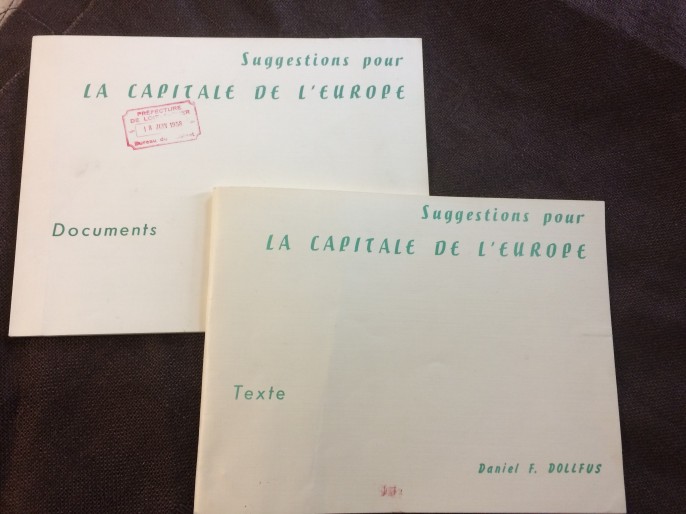 Suggestions pour
LA CAPITALE DE L'EUROPE
PRÉFECTURE
Documents
Suggestions pour
LA CAPITALE DE L'EUROPE
Texte
Daniel F. DOLLFUS